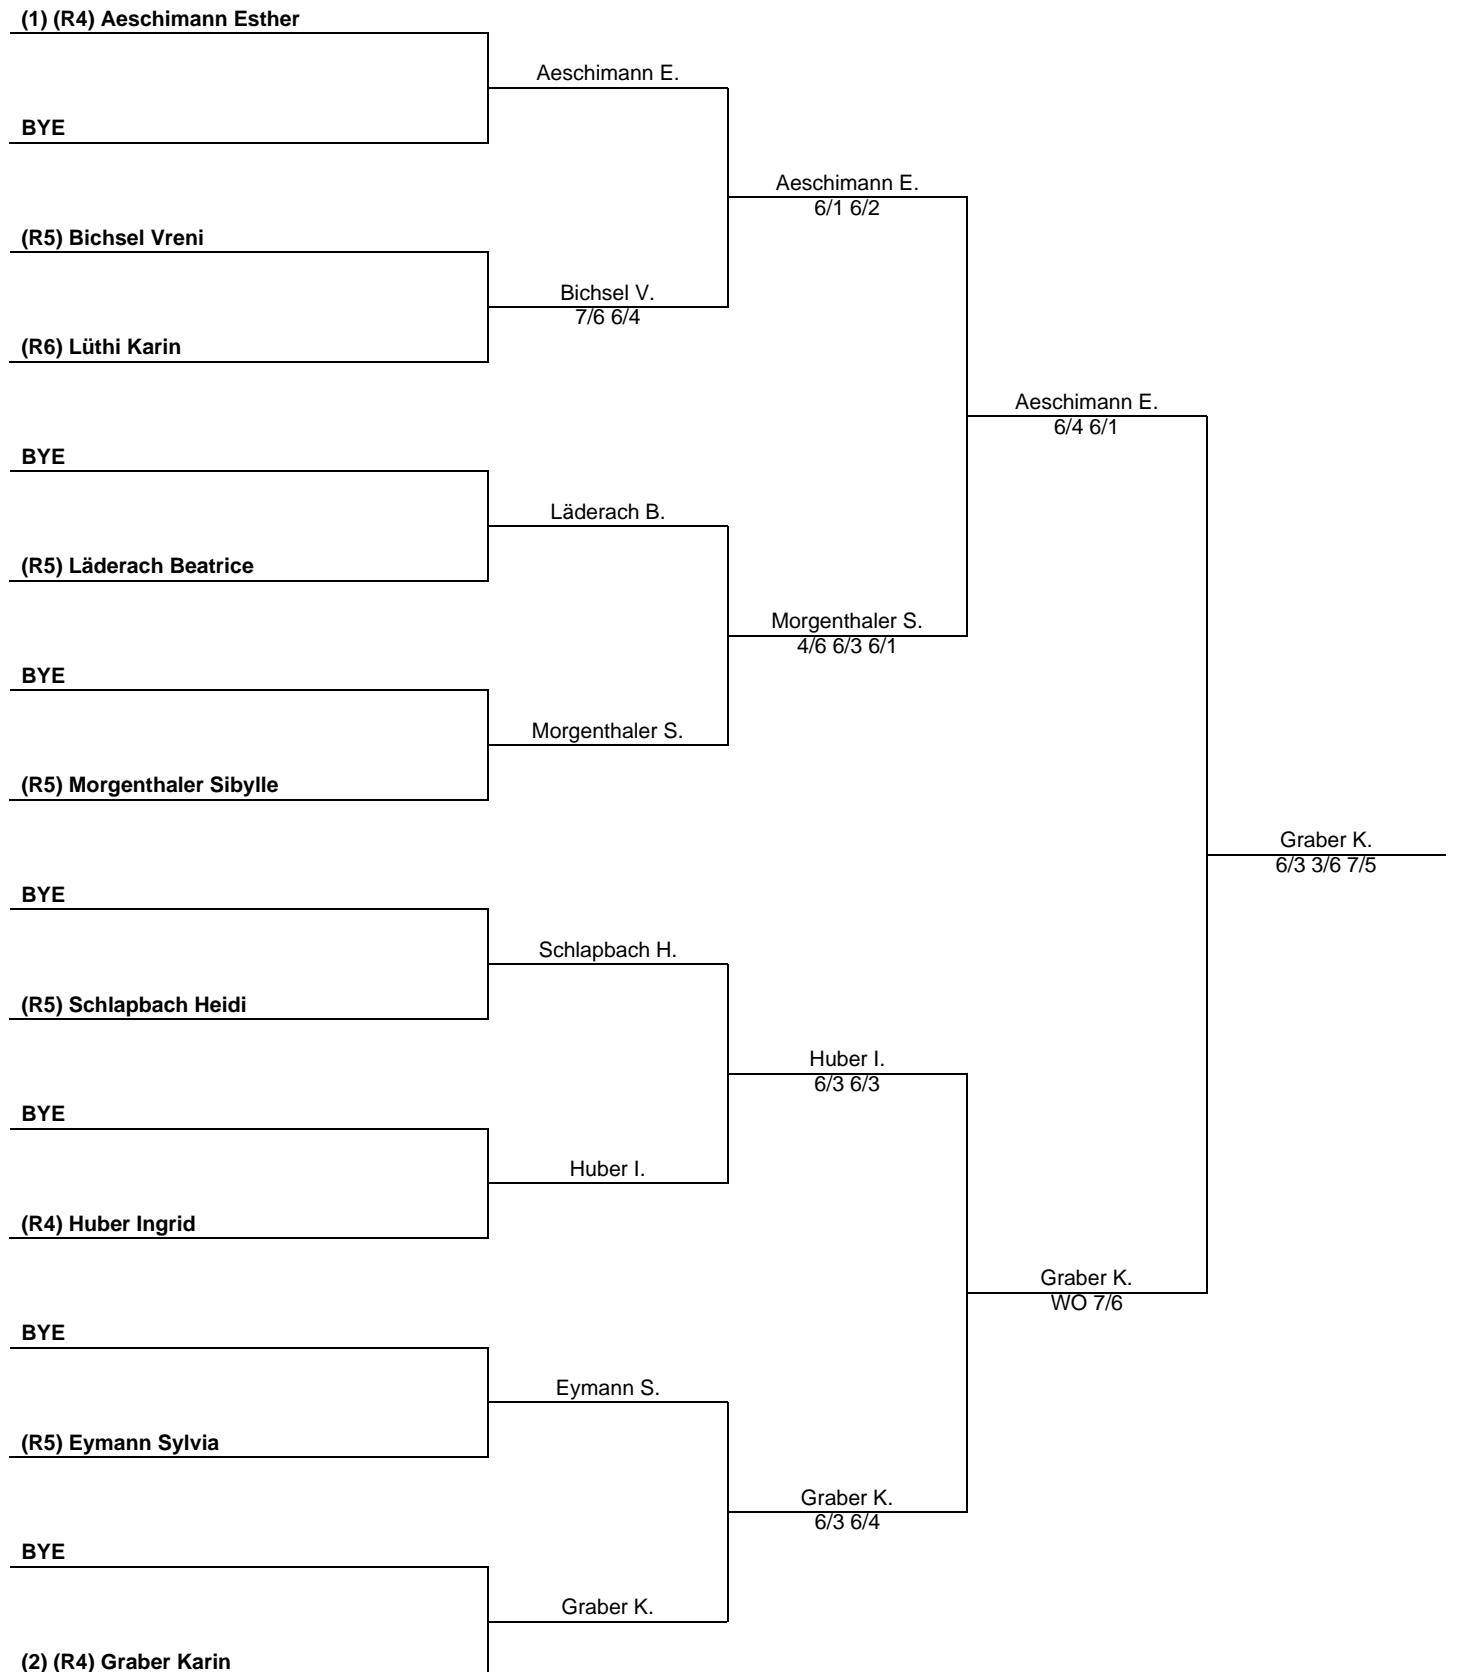 (1) (R4) Aeschimann Esther
Aeschimann E.
BYE
Aeschimann E.
6/1 6/2
(R5) Bichsel Vreni
Bichsel V.
7/6 6/4
(R6) Lüthi Karin
Aeschimann E.
6/4 6/1
BYE
Läderach B.
(R5) Läderach Beatrice
Morgenthaler S.
4/6 6/3 6/1
BYE
Morgenthaler S.
(R5) Morgenthaler Sibylle
Graber K.
6/3 3/6 7/5
BYE
Schlapbach H.
(R5) Schlapbach Heidi
Huber I.
6/3 6/3
BYE
Huber I.
(R4) Huber Ingrid
Graber K.
WO 7/6
BYE
Eymann S.
(R5) Eymann Sylvia
Graber K.
6/3 6/4
BYE
Graber K.
(2) (R4) Graber Karin